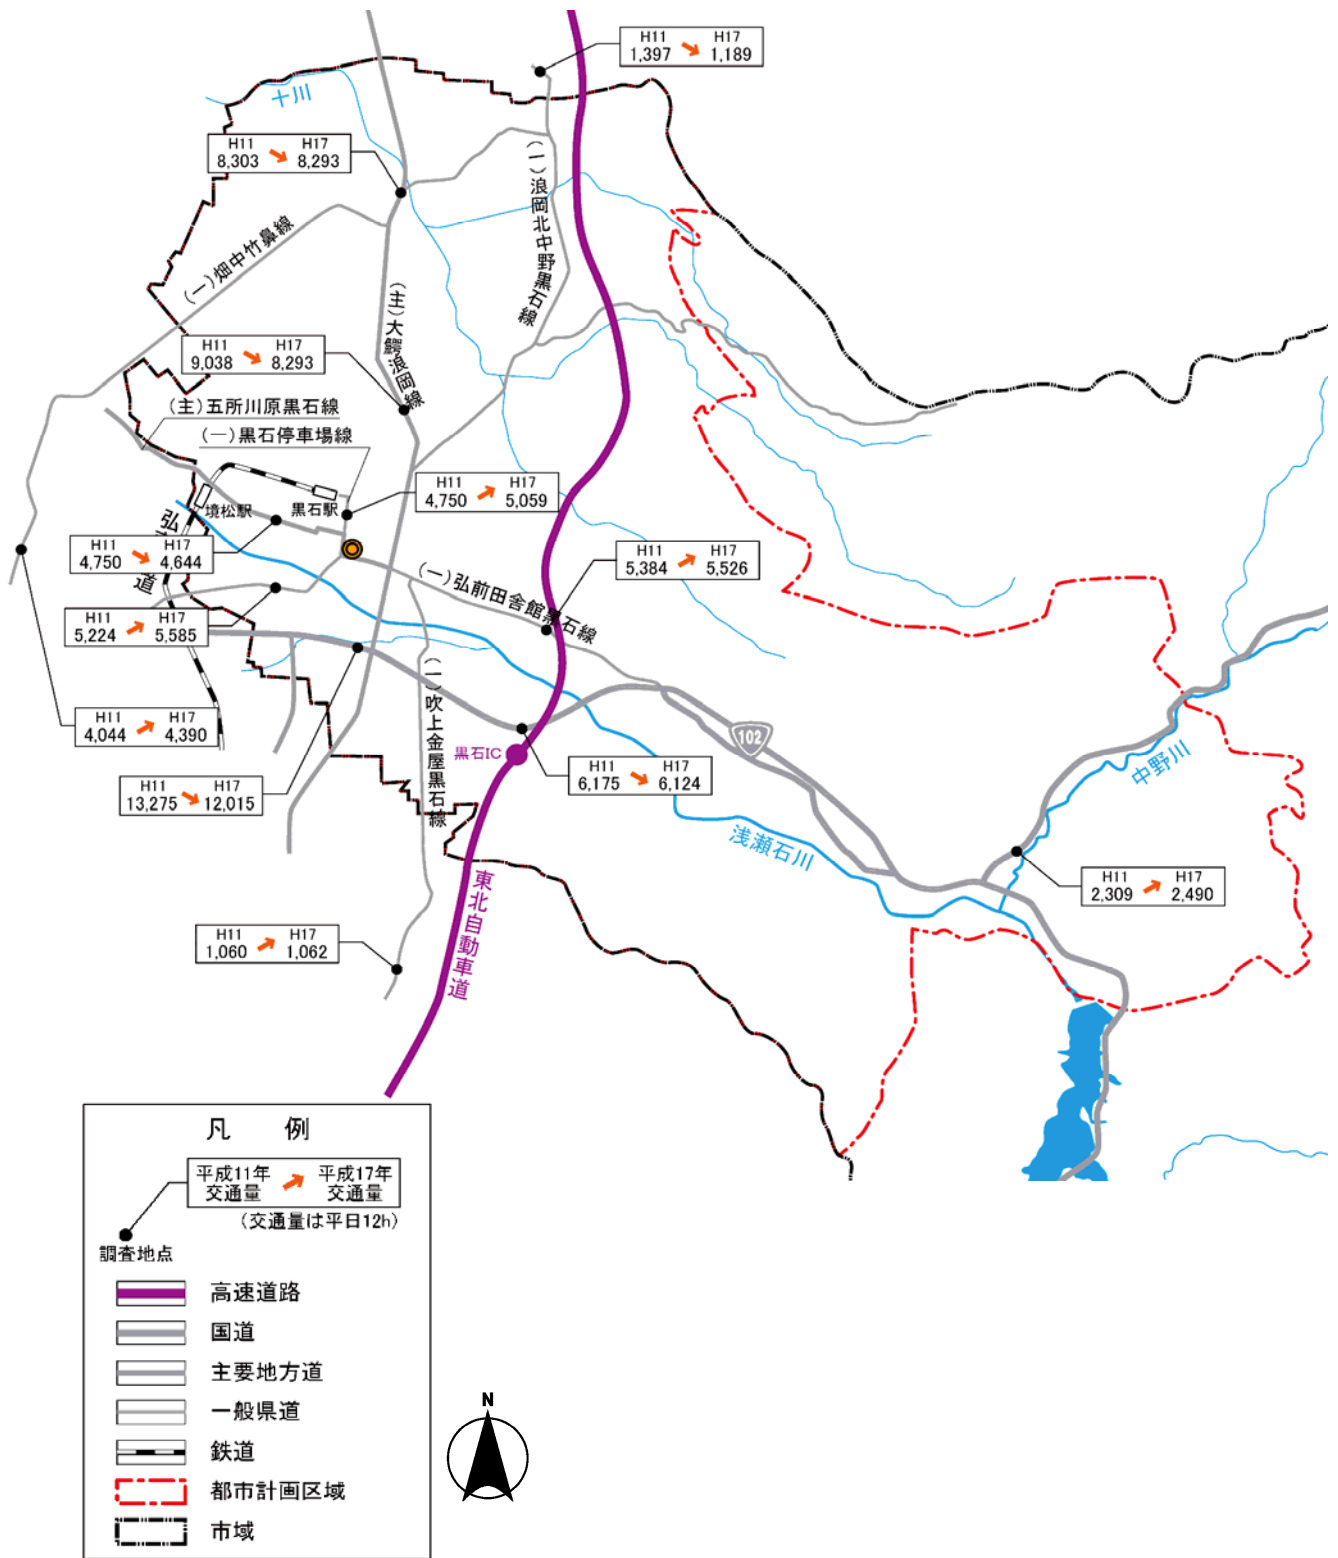 H11 H17
1,397 1,189
十川
H11 H17
8,303 8,293
(一)浪岡北中野黒石線
(一)畑中竹鼻線
(主)大鰐浪岡線
H11 H17
9,038 8,293
(主)五所川原黒石線
(一)黒石停車場線
H11 H17
4,750 5,059
境松駅
黒石駅
弘
道
H11 H17
4,750 4,644
H11 H17
5,384 5,526
(一)弘前田舎館黒石線
H11 H17
5,224 5,585
(一)吹上金屋黒石線
H11 H17
4,044 4,390
102
黒石IC
中野川
H11 H17
6,175 6,124
H11 H17
13,275 12,015
浅瀬石川
H11 H17
2,309 2,490
東北自動車道
H11 H17
1,060 1,062
凡 例
平成11年 平成17年
交通量 交通量
(交通量は平日12h)
調査地点
高速道路
国道
主要地方道
一般県道
鉄道
都市計画区域
市域
N